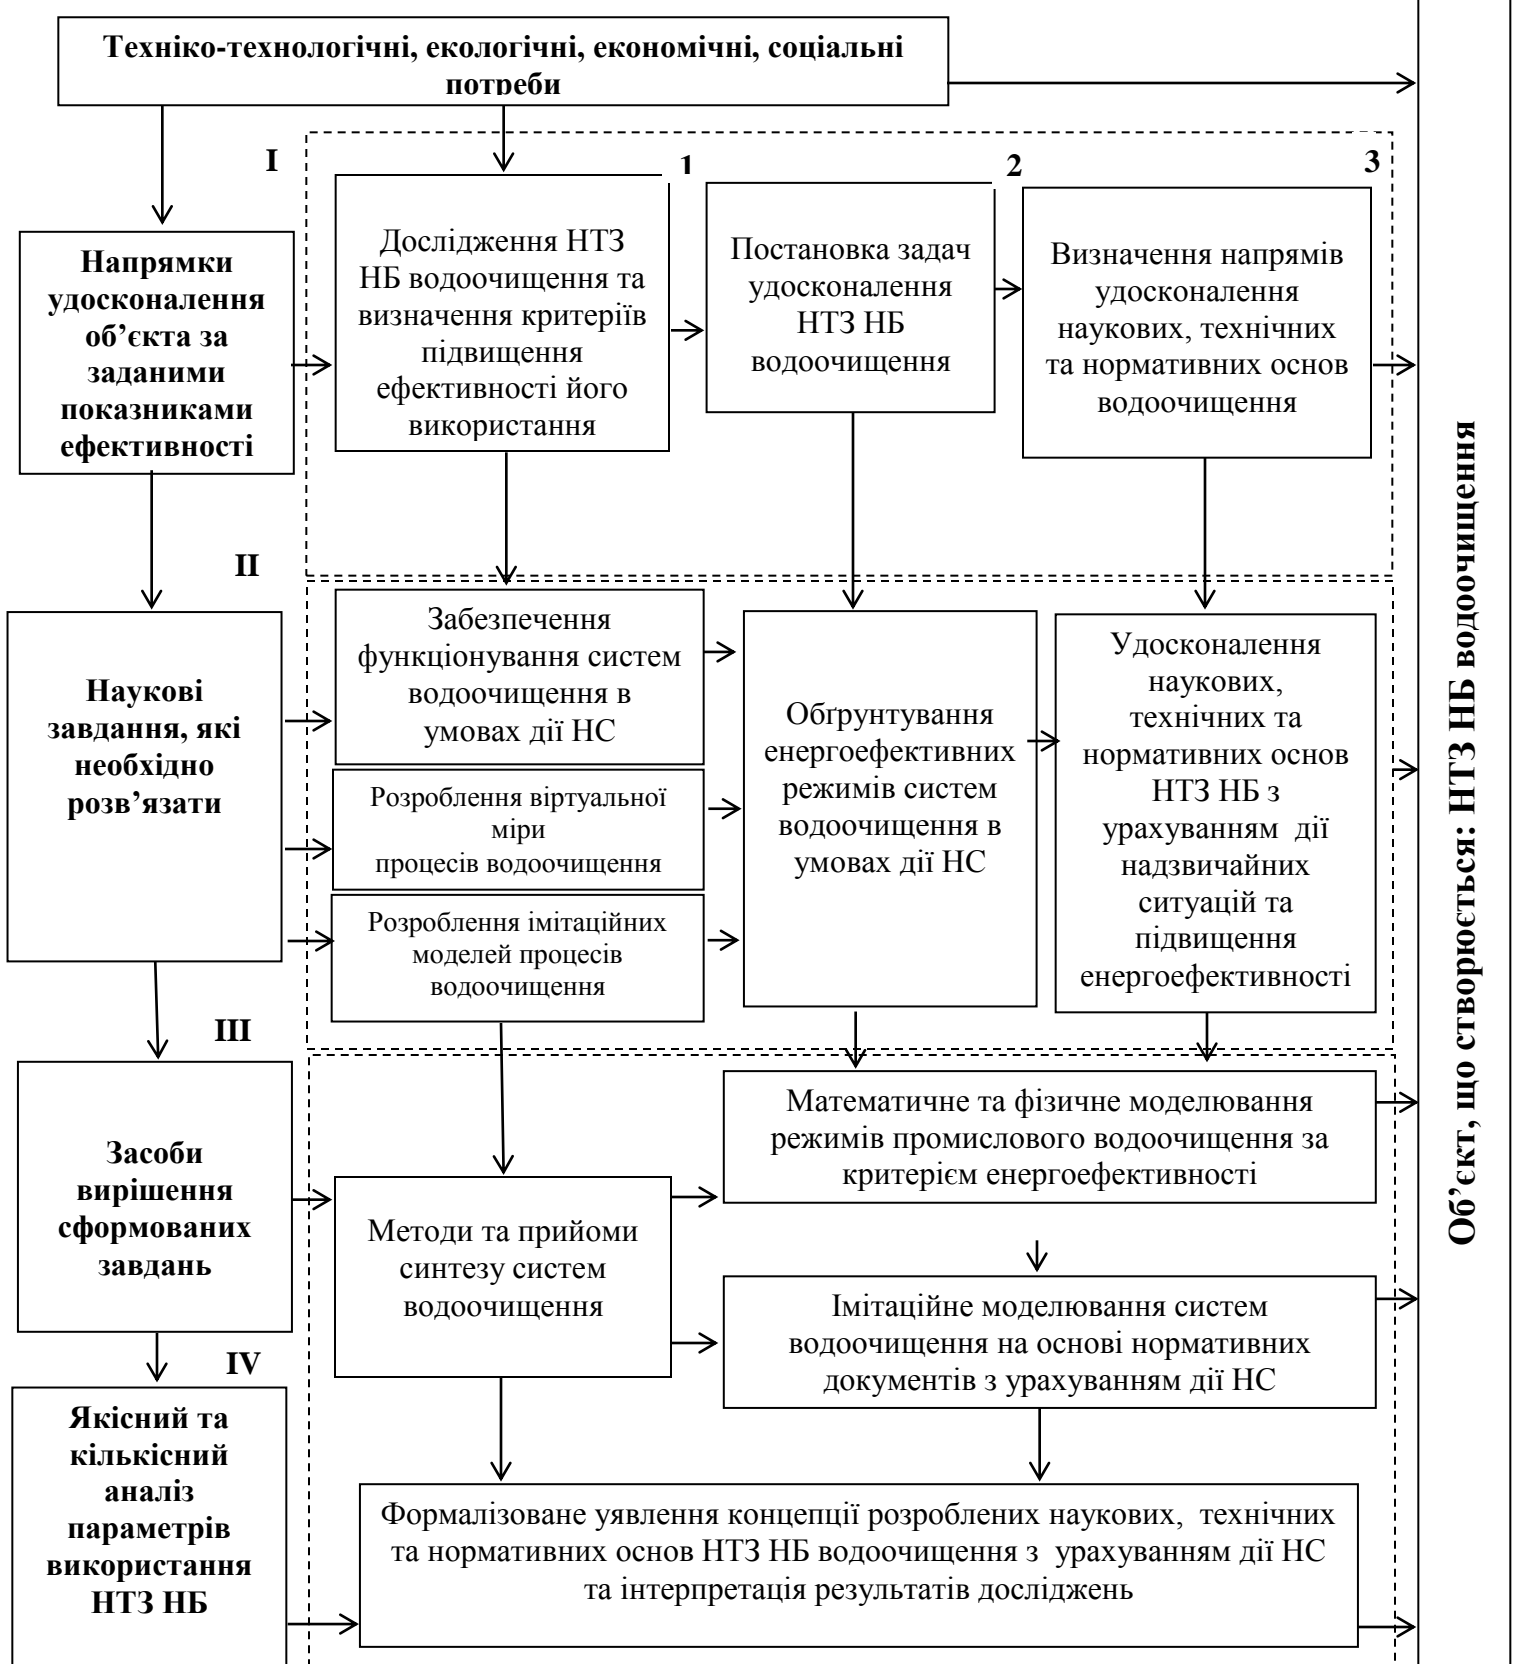 Техніко-технологічні, екологічні, економічні, соціальні
потреби
I
1
2
3
Напрямки
удосконалення
об’єкта за
заданими
показниками
ефективності
Дослідження НТЗ
НБ водоочищення та
визначення критеріїв
підвищення
ефективності його
використання
Постановка задач
удосконалення
НТЗ НБ
водоочищення
Визначення напрямів
удосконалення
наукових, технічних
та нормативних основ
водоочищення
II
Наукові
завдання, які
необхідно
розв’язати
Забезпечення
функціонування систем
водоочищення в
умовах дії НС
Розроблення віртуальної
міри
процесів водоочищення
Розроблення імітаційних
моделей процесів
водоочищення
Обґрунтування
енергоефективних
режимів систем
водоочищення в
умовах дії НС
Удосконалення
наукових,
технічних та
нормативних основ
НТЗ НБ з
урахуванням дії
надзвичайних
ситуацій та
підвищення
енергоефективності
III
Засоби
вирішення
сформованих
завдань
Методи та прийоми
синтезу систем
водоочищення
Математичне та фізичне моделювання
режимів промислового водоочищення за
критерієм енергоефективності
Імітаційне моделювання систем
водоочищення на основі нормативних
документів з урахуванням дії НС
IV
Якісний та
кількісний
аналіз
параметрів
використання
НТЗ НБ
Формалізоване уявлення концепції розроблених наукових, технічних
та нормативних основ НТЗ НБ водоочищення з урахуванням дії НС
та інтерпретація результатів досліджень
Об’єкт, що створюється: НТЗ НБ водоочищення